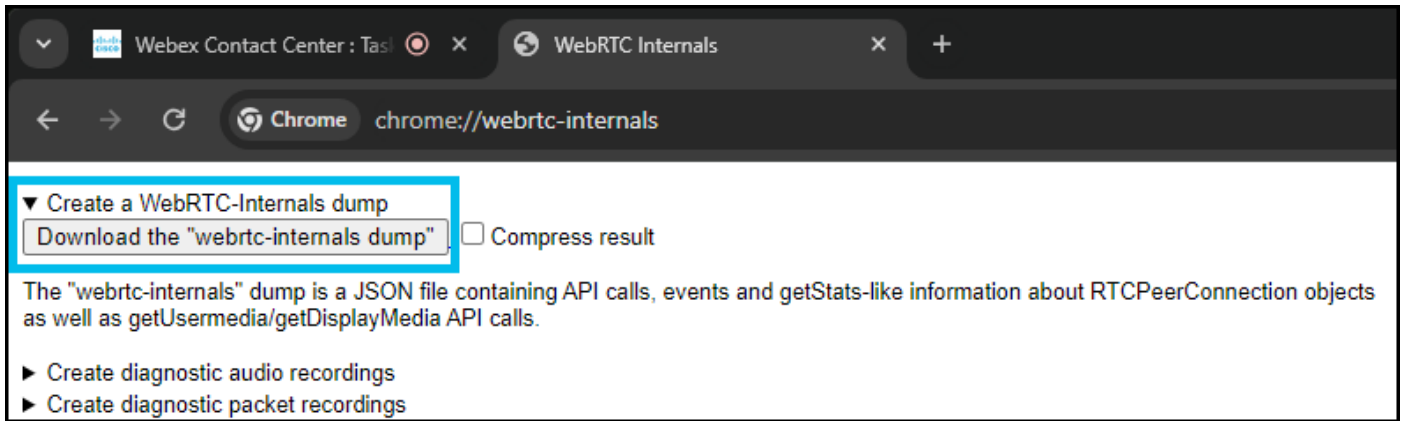 Webex Contact Center : Tas
WebRTC Internals
Chrome chrome://webrtc-internals
▼ Create a WebRTC-Internals dump
Download the "webrtc-internals dump" Compress result
The "webrtc-internals" dump is a JSON file containing API calls, events and getStats-like information about RTCPeerConnection objects
as well as getUsermedia/getDisplayMedia API calls.
► Create diagnostic audio recordings
► Create diagnostic packet recordings